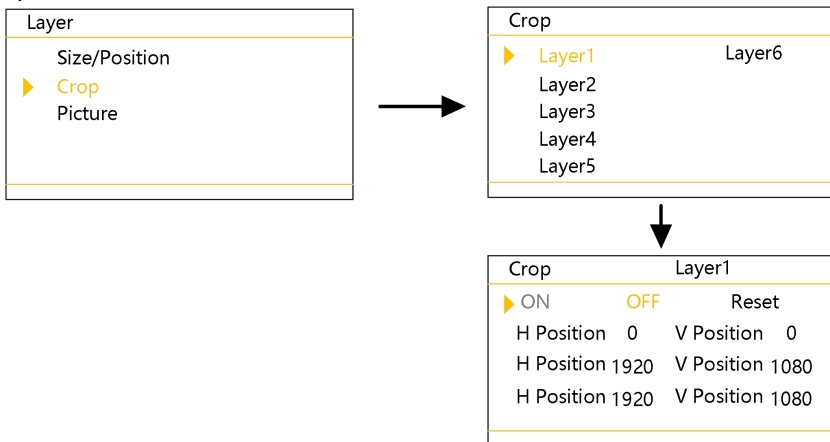 Layer
Size/Position
Crop
Picture
Crop
Layer1 Layer6
Layer2
Layer3
Layer4
Layer5
Crop Layer1
ON OFF Reset
H Position 0 V Position 0
H Position 1920 V Position 1080
H Position 1920 V Position 1080